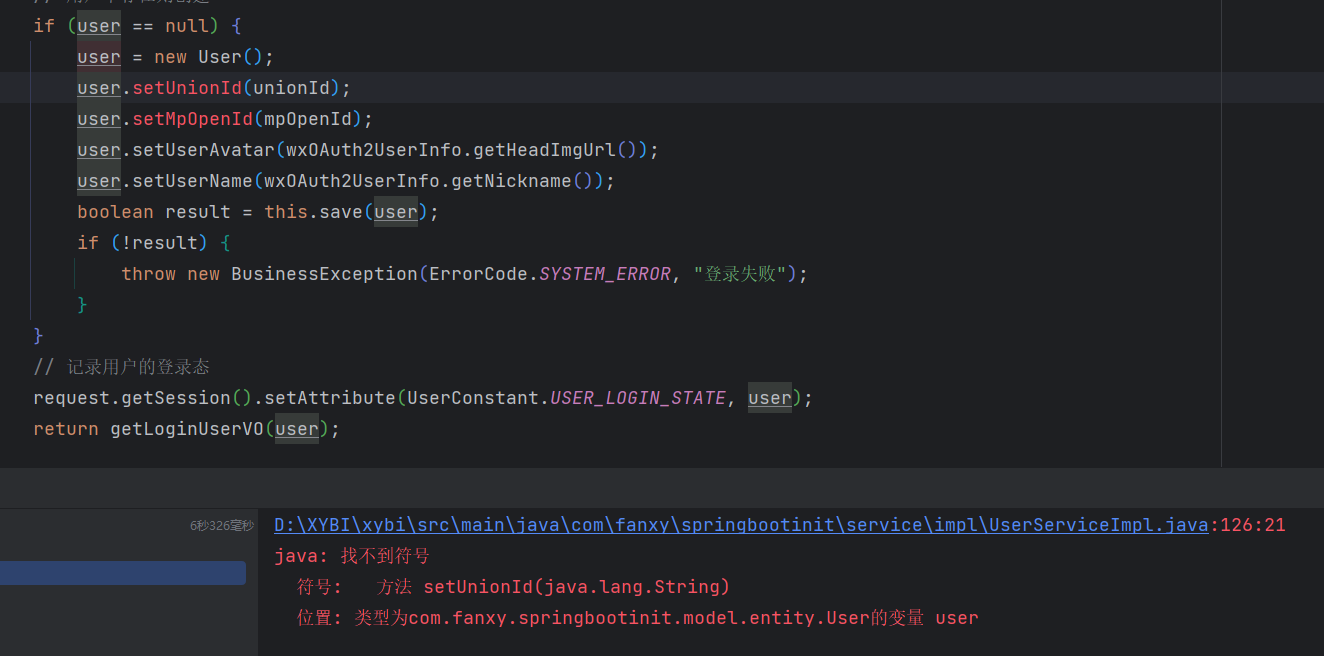 if (user == null) {
user = new User();
user.setUnionId(unionId);
user.setMpOpenId(mpOpenId);
user.setUserAvatar(wxOAuth2UserInfo.getHeadImgUrl());
user.setUserName(wxOAuth2UserInfo.getNickname());
boolean result = this.save(user);
if (!result) {
throw new BusinessException(ErrorCode.SYSTEM_ERROR, "登录失败");
}
}
// 记录用户的登录态
request.getSession().setAttribute(UserConstant.USER_LOGIN_STATE, user);
return getLoginUserVO(user);
6秒326毫秒
D:\XYBI\xybi\src\main\java\com\fanxy\springbootinit\service\impl\UserServiceImpl.java:126:21
java: 找不到符号
符号: 方法 setUnionId(java.lang.String)
位置: 类型为com.fanxy.springbootinit.model.entity.User的变量 user